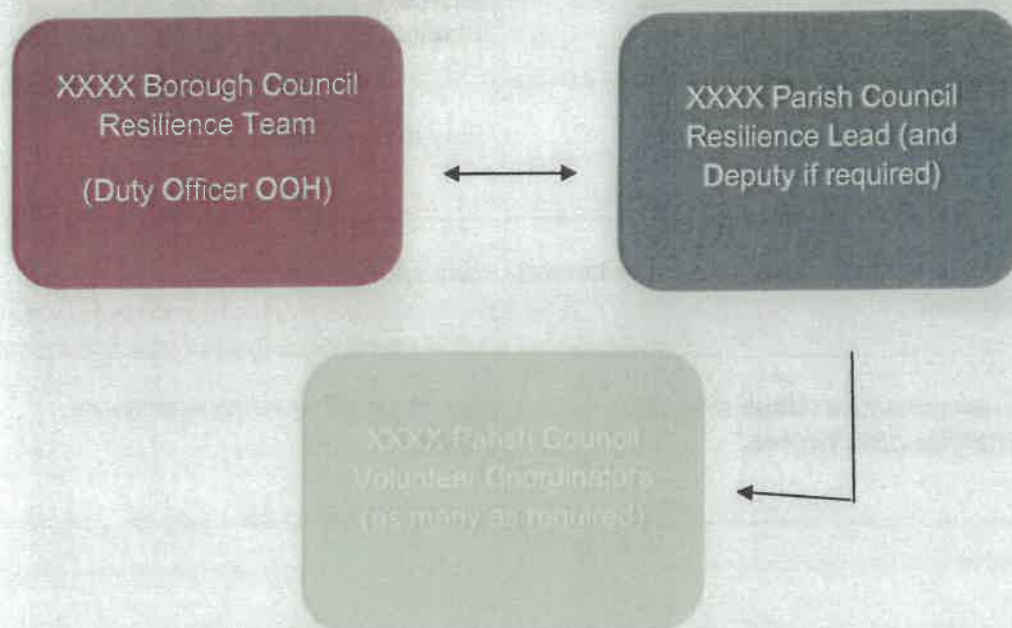 XXXX Borough Council
Resilience Team
(Duty Officer OOH)
XXXX Parish Council
Resilience Lead (and
Deputy if required)
XXXX Parish Council
Volunteer Coordinators
(as many as required)